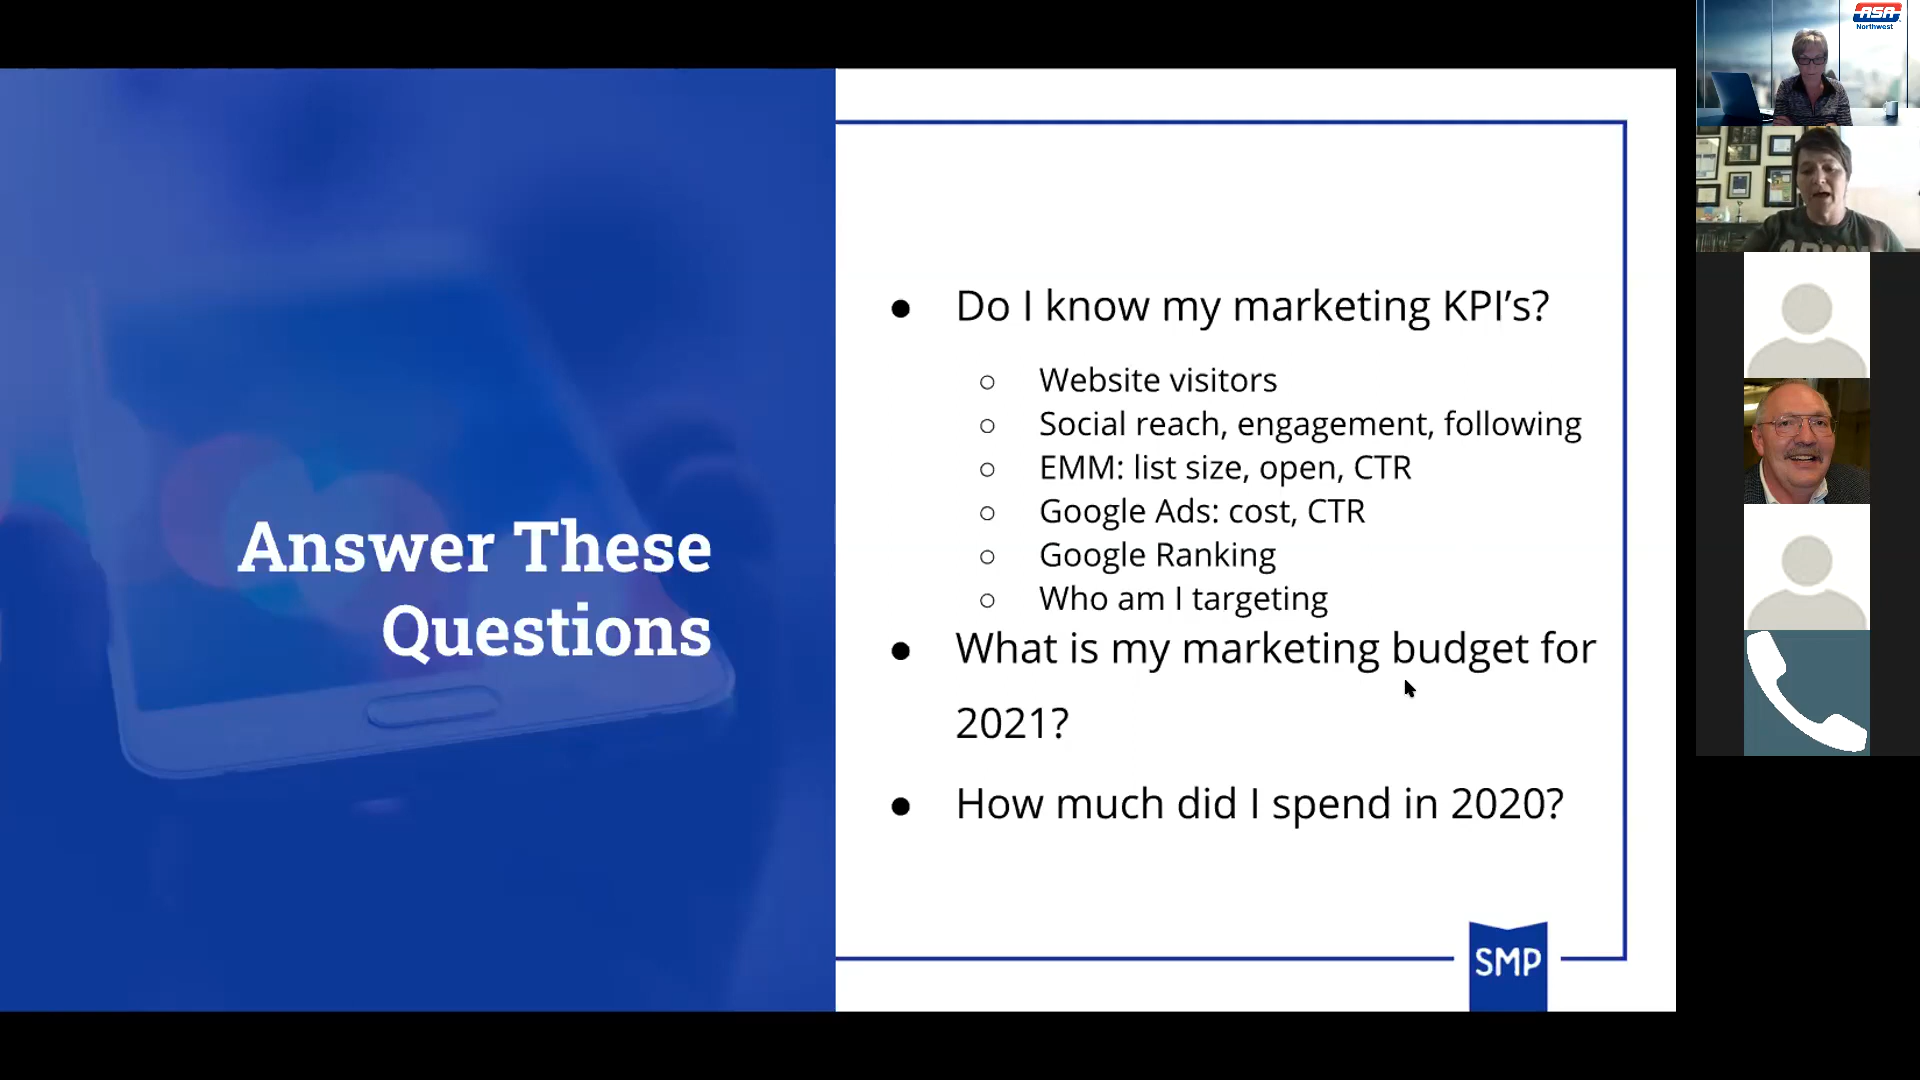 Answer These
Questions
● Do I know my marketing KPI’s?
○ Website visitors
○ Social reach, engagement, following
○ EMM: list size, open, CTR
○ Google Ads: cost, CTR
○ Google Ranking
○ Who am I targeting
● What is my marketing budget for
2021?
● How much did I spend in 2020?
SMP
ASA
Northwest
ARMY